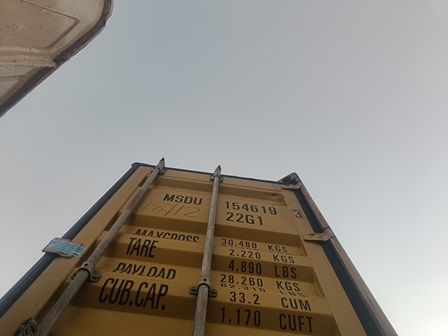 MSDU 154619 3
22G1
MAXGROSS 30.480 KGS
TARE 2.220 KGS
4.890 LBS
PAYLOAD 28.260 KGS
CUB.CAP. 33.2 CUM
1,170 CUFT